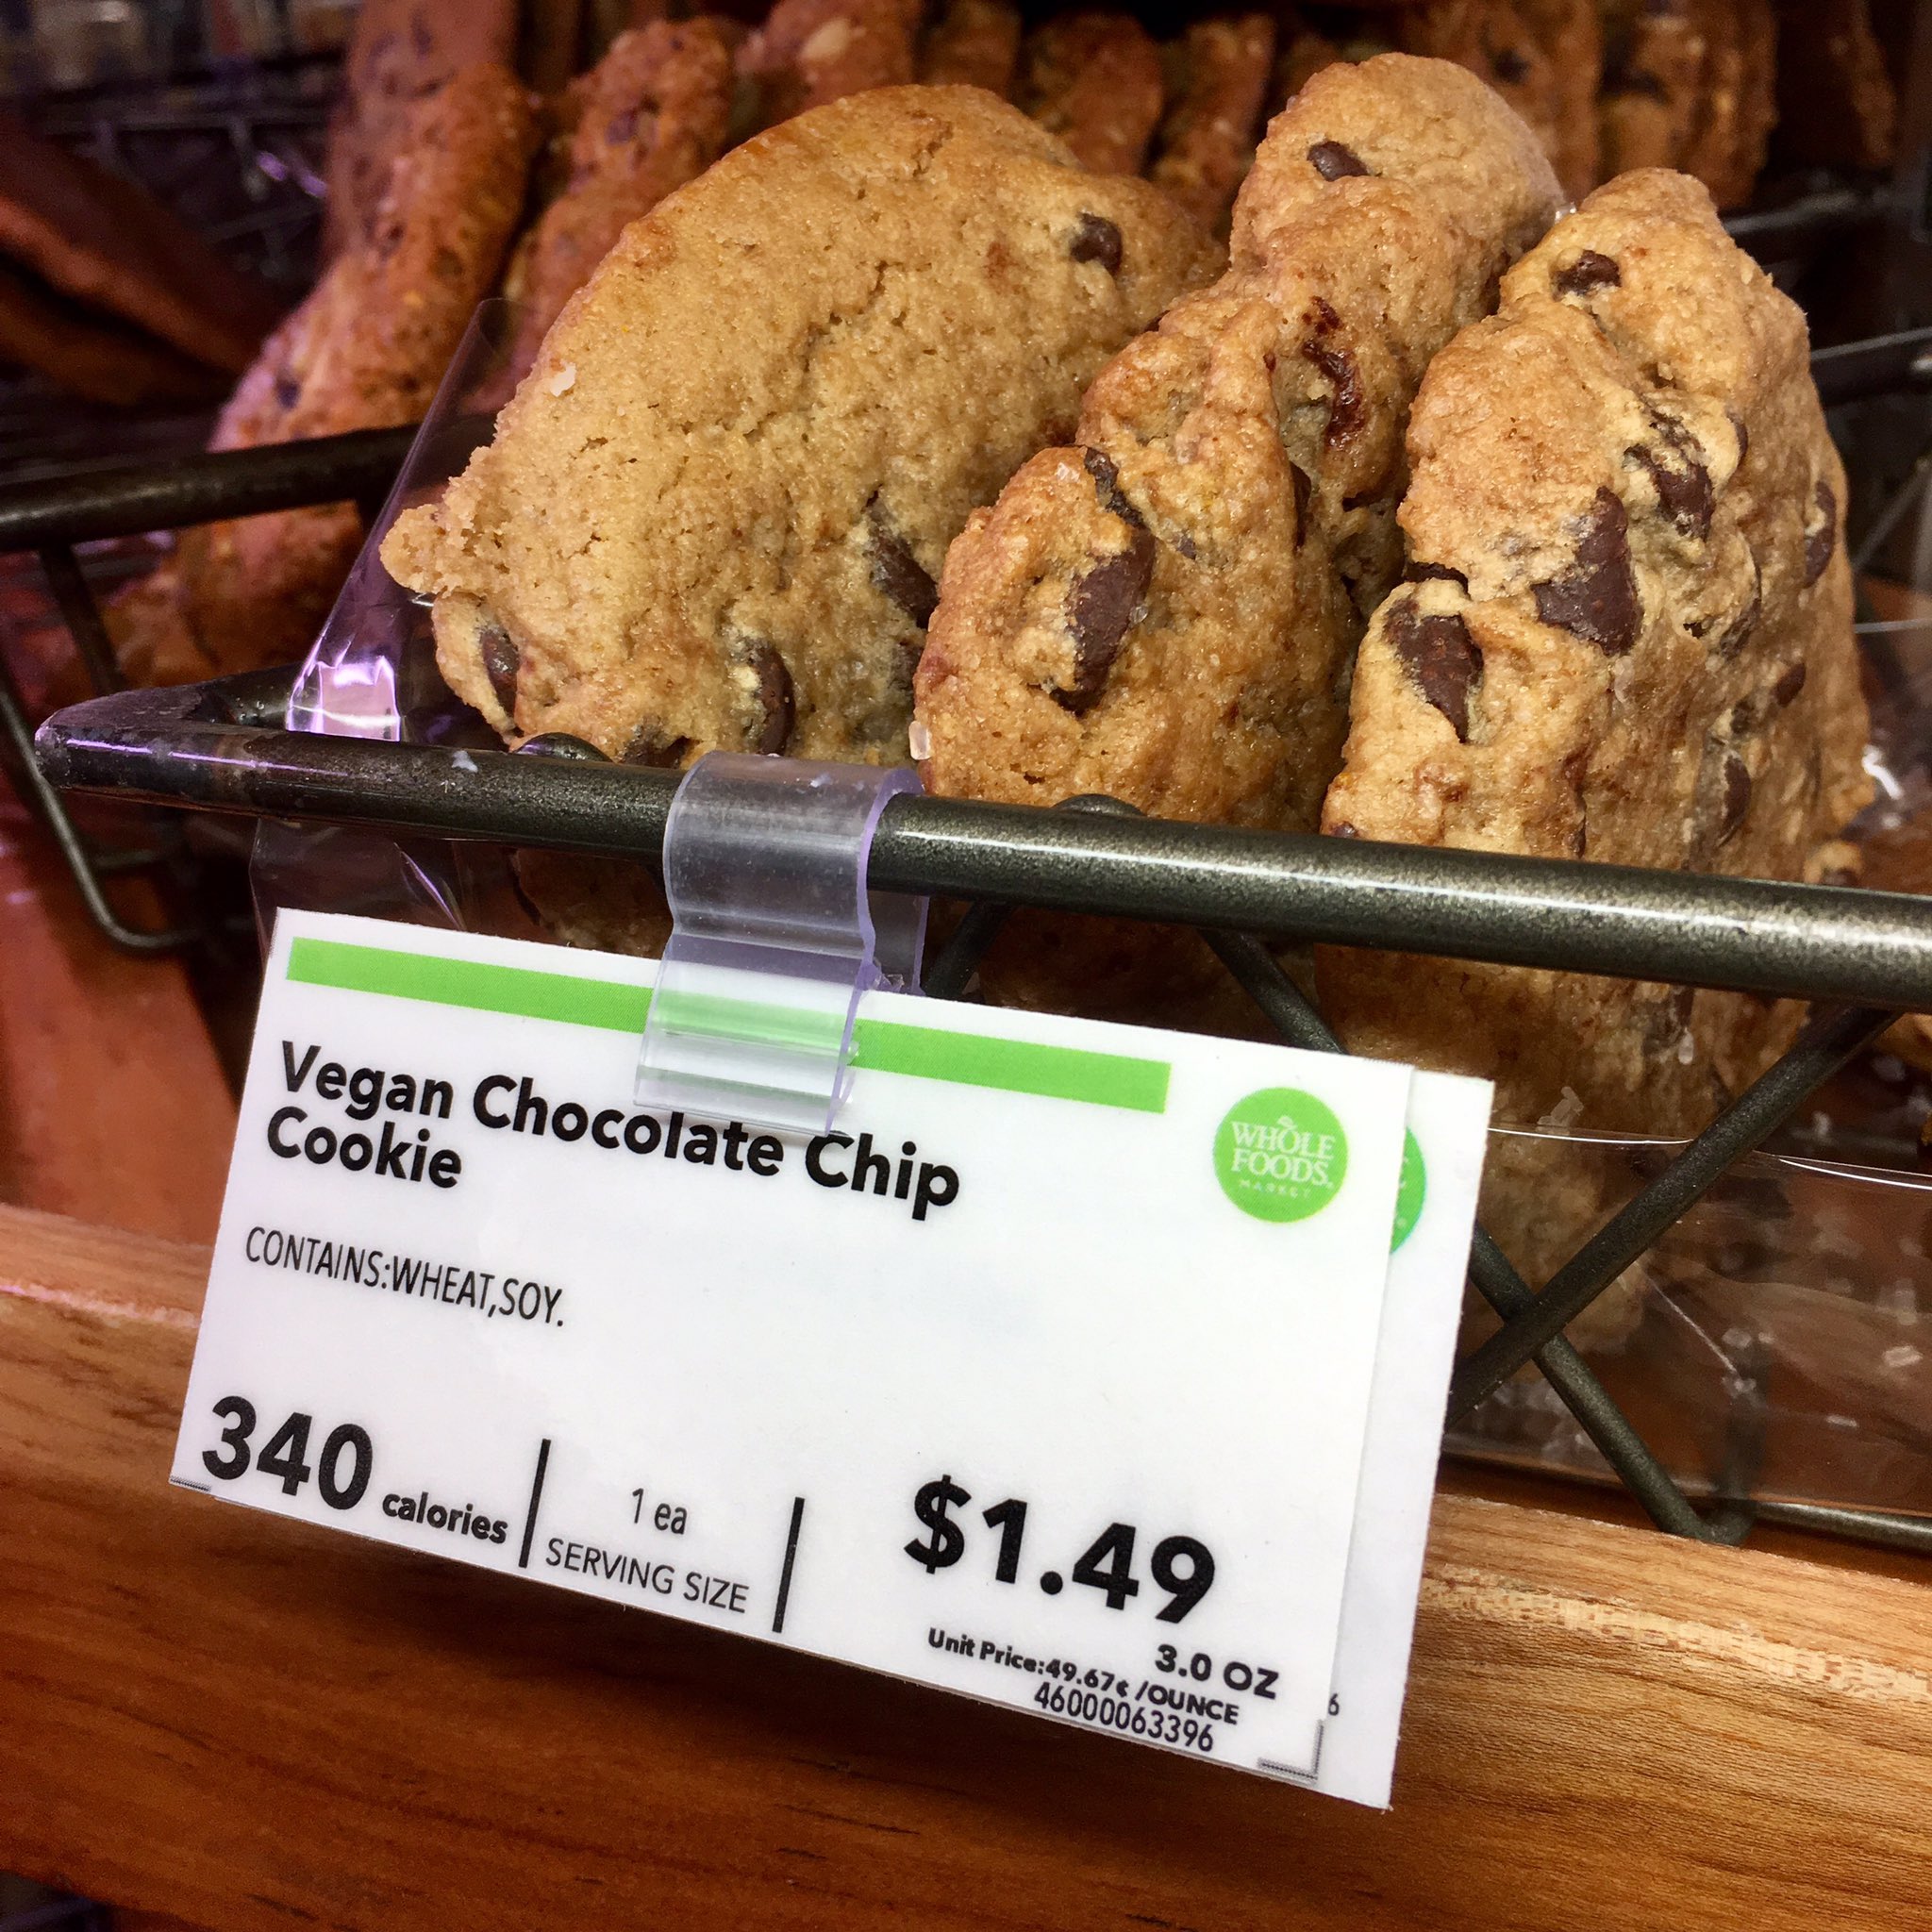 Vegan Chocolate Chip
Cookie
WHOLE
FOODS
MARKET
CONTAINS:WHEAT,SOY.
340 calories
1 ea
SERVING SIZE
$1.49
3.0 OZ
Unit Price:49.67¢ /OUNCE
46000063396
6